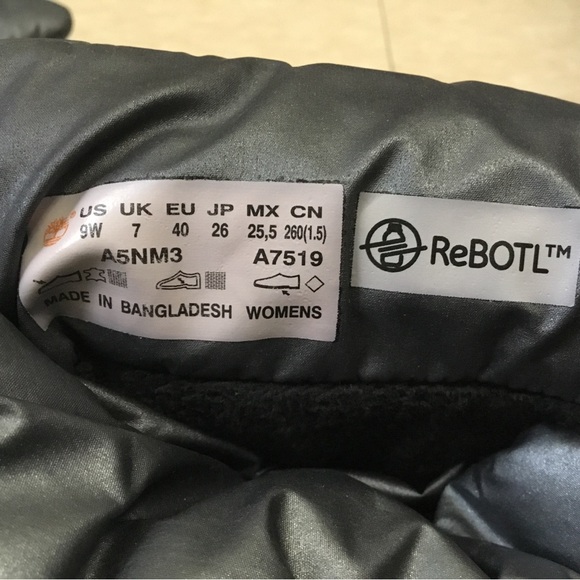 US UK EU JP MX CN
9W 7 40 26 25,5 260(1.5)
A5NM3 A7519
MADE IN BANGLADESH WOMENS
ReBOTL™